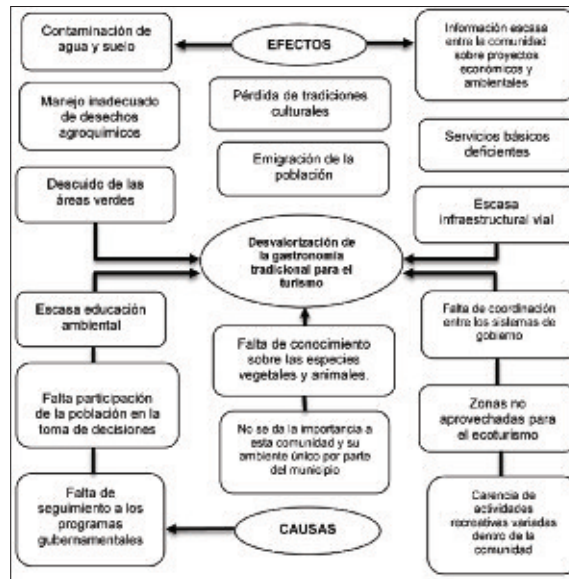 Contaminación de
agua y suelo
EFECTOS
Información escasa
entre la comunidad
sobre proyectos
económicos y
ambientales
Manejo inadecuado
de desechos
agroquímicos
Pérdida de tradiciones
culturales
Servicios básicos
deficientes
Emigración de la
población
Descuido de las
áreas verdes
Escasa
infraestructural vial
Desvalorización de
la gastronomía
tradicional para el
turismo
Escasa educación
ambiental
Falta de coordinación
entre los sistemas de
gobierno
Falta de conocimiento
sobre las especies
vegetales y animales.
Falta participación
de la población en la
toma de decisiones
Zonas no
aprovechadas para
el ecoturismo
No se da la importancia a
esta comunidad y su
ambiente único por parte
del municipio
Falta de
seguimiento a los
programas
gubernamentales
CAUSAS
Carencia de
actividades
recreativas variadas
dentro de la
comunidad